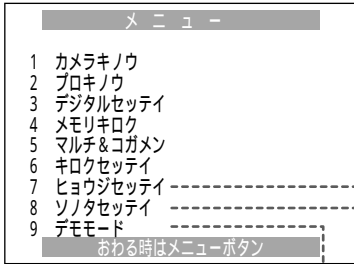 メニュー
1 カメラキノウ
2 プロキノウ
3 デジタルセッテイ
4 メモリキロク
5 マルチ&コガメン
6 キロクセッテイ
7 ヒョウジセッテイ
8 ソノタセッテイ
9 デモモード
おわる時はメニューボタン